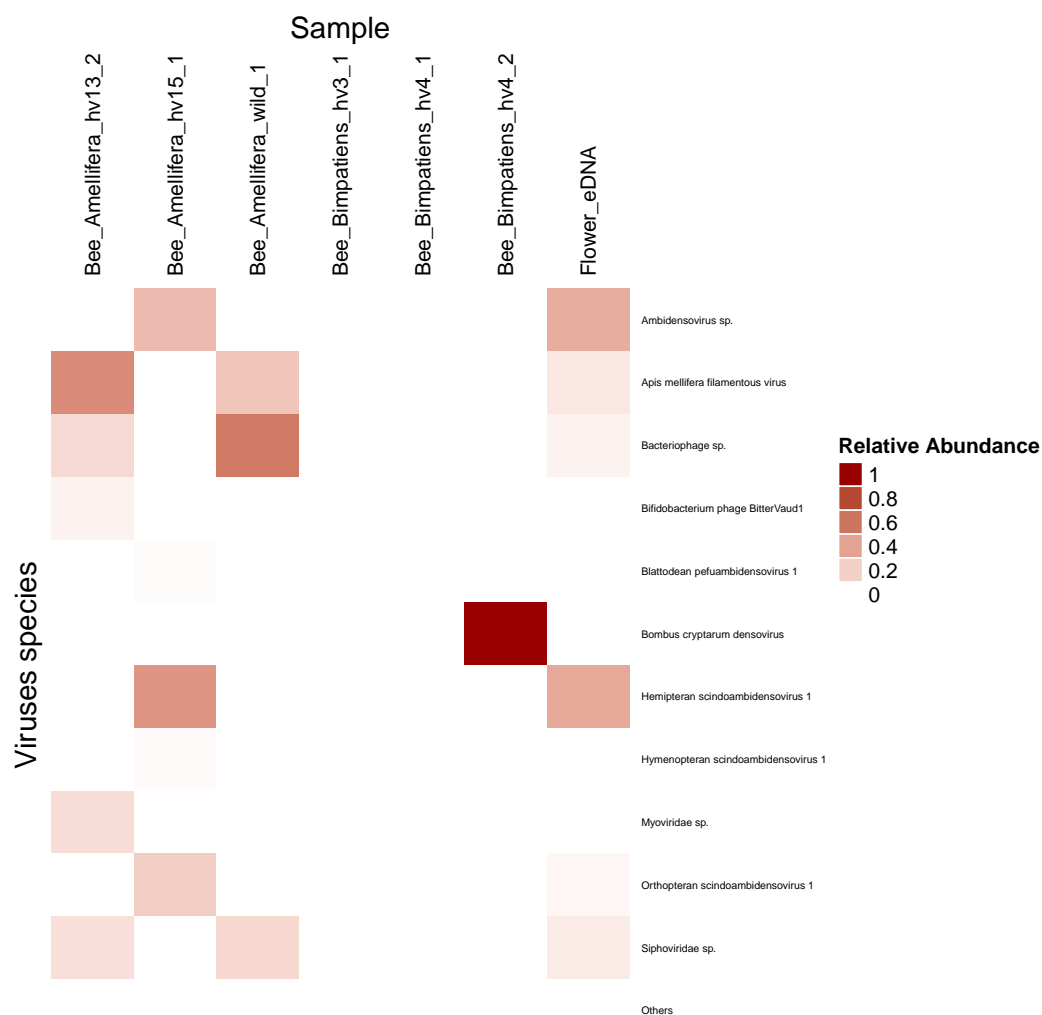 Sample
Bee_Amellifera_hv13_2
Bee_Amellifera_hv15_1
Bee_Amellifera_wild_1
Bee_Bimpatiens_hv3_1
Bee_Bimpatiens_hv4_1
Bee_Bimpatiens_hv4_2
Flower_eDNA
Viruses species
Ambidensovirus sp.
Apis mellifera filamentous virus
Bacteriophage sp.
Bifidobacterium phage BitterVaud1
Blattodean pefuambidensovirus 1
Bombus cryptarum densovirus
Hemipteran scindoambidensovirus 1
Hymenopteran scindoambidensovirus 1
Myoviridae sp.
Orthopteran scindoambidensovirus 1
Siphoviridae sp.
Others
Relative Abundance
1
0.8
0.6
0.4
0.2
0